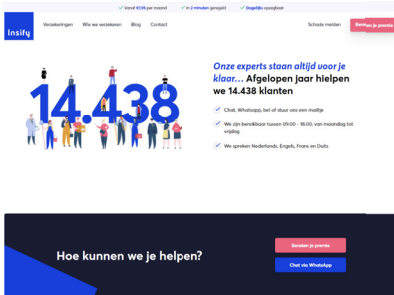 Vanaf €7,95 per maand
in 2 minuten geregeld
Dagelijks opzegbaar
Insify
Verzekeringen
Wie we verzekeren
Blog
Contact
Schade melden
Bereken je premie
14.438
Onze experts staan altijd voor je
klaar... Afgelopen jaar hielpen
we 14.438 klanten
Chat, Whatsapp, bel of stuur ons een mailtje
We zijn bereikbaar tussen 09:00 - 18:00, van maandag tot
vrijdag
We spreken Nederlands, Engels, Frans en Duits
Hoe kunnen we je helpen?
Bereken je premie
Chat via WhatsApp